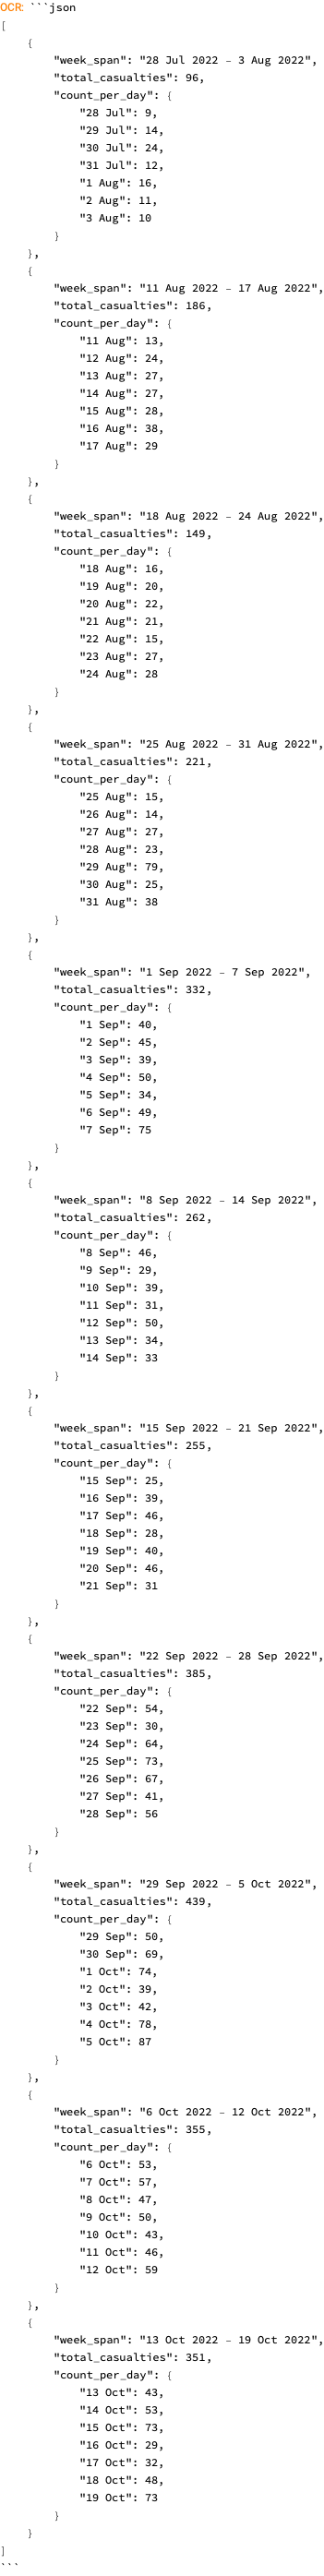 OCR: ```json
[
    {
        "week_span": "28 Jul 2022 – 3 Aug 2022",
        "total_casualties": 96,
        "count_per_day": {
            "28 Jul": 9,
            "29 Jul": 14,
            "30 Jul": 24,
            "31 Jul": 12,
            "1 Aug": 16,
            "2 Aug": 11,
            "3 Aug": 10
        }
    },
    {
        "week_span": "11 Aug 2022 – 17 Aug 2022",
        "total_casualties": 186,
        "count_per_day": {
            "11 Aug": 13,
            "12 Aug": 24,
            "13 Aug": 27,
            "14 Aug": 27,
            "15 Aug": 28,
            "16 Aug": 38,
            "17 Aug": 29
        }
    },
    {
        "week_span": "18 Aug 2022 – 24 Aug 2022",
        "total_casualties": 149,
        "count_per_day": {
            "18 Aug": 16,
            "19 Aug": 20,
            "20 Aug": 22,
            "21 Aug": 21,
            "22 Aug": 15,
            "23 Aug": 27,
            "24 Aug": 28
        }
    },
    {
        "week_span": "25 Aug 2022 – 31 Aug 2022",
        "total_casualties": 221,
        "count_per_day": {
            "25 Aug": 15,
            "26 Aug": 14,
            "27 Aug": 27,
            "28 Aug": 23,
            "29 Aug": 79,
            "30 Aug": 25,
            "31 Aug": 38
        }
    },
    {
        "week_span": "1 Sep 2022 – 7 Sep 2022",
        "total_casualties": 332,
        "count_per_day": {
            "1 Sep": 40,
            "2 Sep": 45,
            "3 Sep": 39,
            "4 Sep": 50,
            "5 Sep": 34,
            "6 Sep": 49,
            "7 Sep": 75
        }
    },
    {
        "week_span": "8 Sep 2022 – 14 Sep 2022",
        "total_casualties": 262,
        "count_per_day": {
            "8 Sep": 46,
            "9 Sep": 29,
            "10 Sep": 39,
            "11 Sep": 31,
            "12 Sep": 50,
            "13 Sep": 34,
            "14 Sep": 33
        }
    },
    {
        "week_span": "15 Sep 2022 – 21 Sep 2022",
        "total_casualties": 255,
        "count_per_day": {
            "15 Sep": 25,
            "16 Sep": 39,
            "17 Sep": 46,
            "18 Sep": 28,
            "19 Sep": 40,
            "20 Sep": 46,
            "21 Sep": 31
        }
    },
    {
        "week_span": "22 Sep 2022 – 28 Sep 2022",
        "total_casualties": 385,
        "count_per_day": {
            "22 Sep": 54,
            "23 Sep": 30,
            "24 Sep": 64,
            "25 Sep": 73,
            "26 Sep": 67,
            "27 Sep": 41,
            "28 Sep": 56
        }
    },
    {
        "week_span": "29 Sep 2022 – 5 Oct 2022",
        "total_casualties": 439,
        "count_per_day": {
            "29 Sep": 50,
            "30 Sep": 69,
            "1 Oct": 74,
            "2 Oct": 39,
            "3 Oct": 42,
            "4 Oct": 78,
            "5 Oct": 87
        }
    },
    {
        "week_span": "6 Oct 2022 – 12 Oct 2022",
        "total_casualties": 355,
        "count_per_day": {
            "6 Oct": 53,
            "7 Oct": 57,
            "8 Oct": 47,
            "9 Oct": 50,
            "10 Oct": 43,
            "11 Oct": 46,
            "12 Oct": 59
        }
    },
    {
        "week_span": "13 Oct 2022 – 19 Oct 2022",
        "total_casualties": 351,
        "count_per_day": {
            "13 Oct": 43,
            "14 Oct": 53,
            "15 Oct": 73,
            "16 Oct": 29,
            "17 Oct": 32,
            "18 Oct": 48,
            "19 Oct": 73
        }
    }
]
```